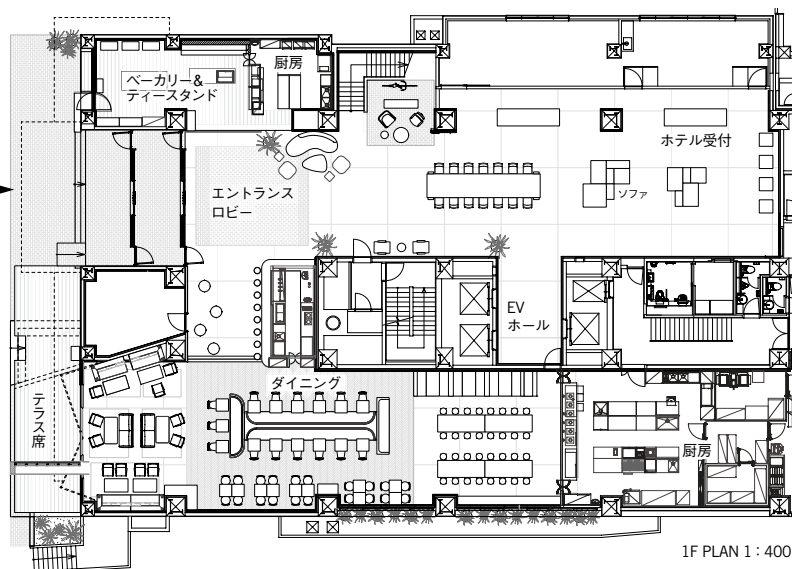 ベーカリー&
ティースタンド
厨房
ホテル受付
エントランス
ロビー
ソファ
EV
ホール
ダイニング
テラス席
厨房
1F PLAN 1 : 400